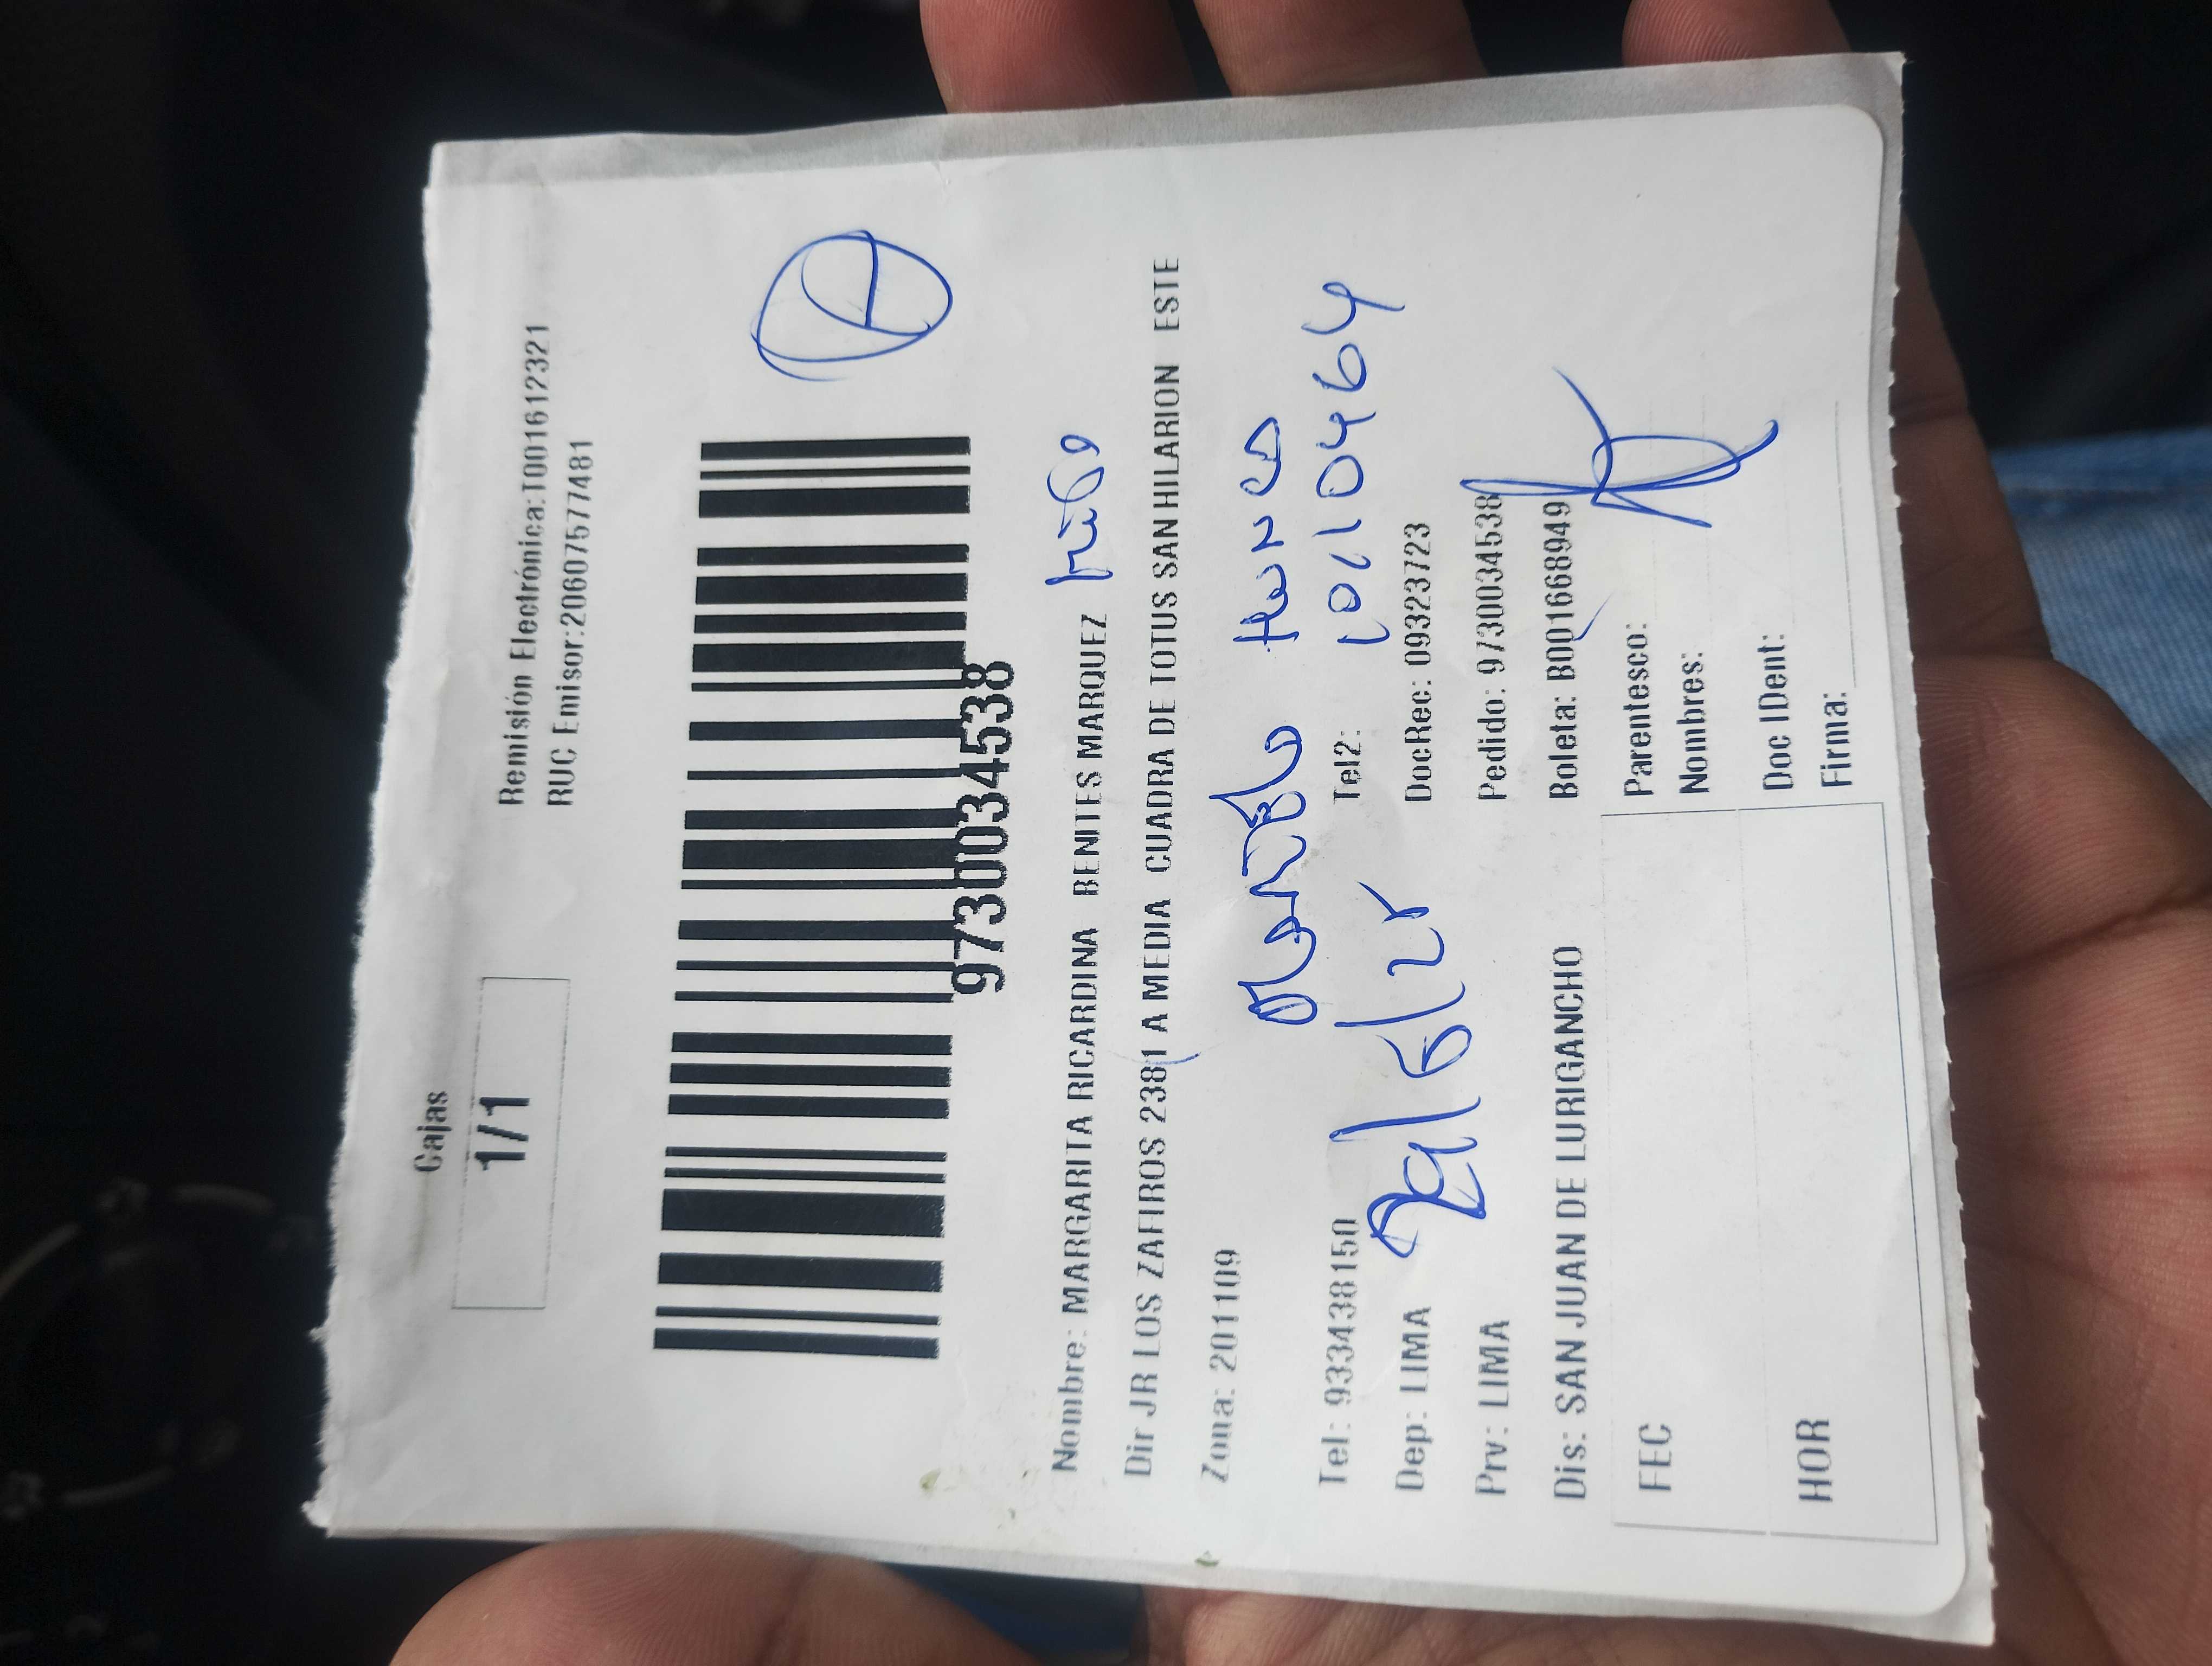 Cajas
1/1
Remisión Electrónica:T001612321
RUC Emisor:20607577481
9730034538
Nombre: MARGARITA RICARDINA BENITES MARQUEZ
Dir JR LOS ZAFIROS 2381 A MEDIA CUADRA DE TOTUS SAN HILARION ESTE
Zona: 2011109
Tel: 933438150 Tel2:
10110464
Dep: LIMA DocRec: 09323723
Prv: LIMA Pedido: 9730034538
Dis: SAN JUAN DE LURIGANCHO Boleta: B001668949
FEC Parentesco:
Nombres:
HOR Doc IDent:
Firma: